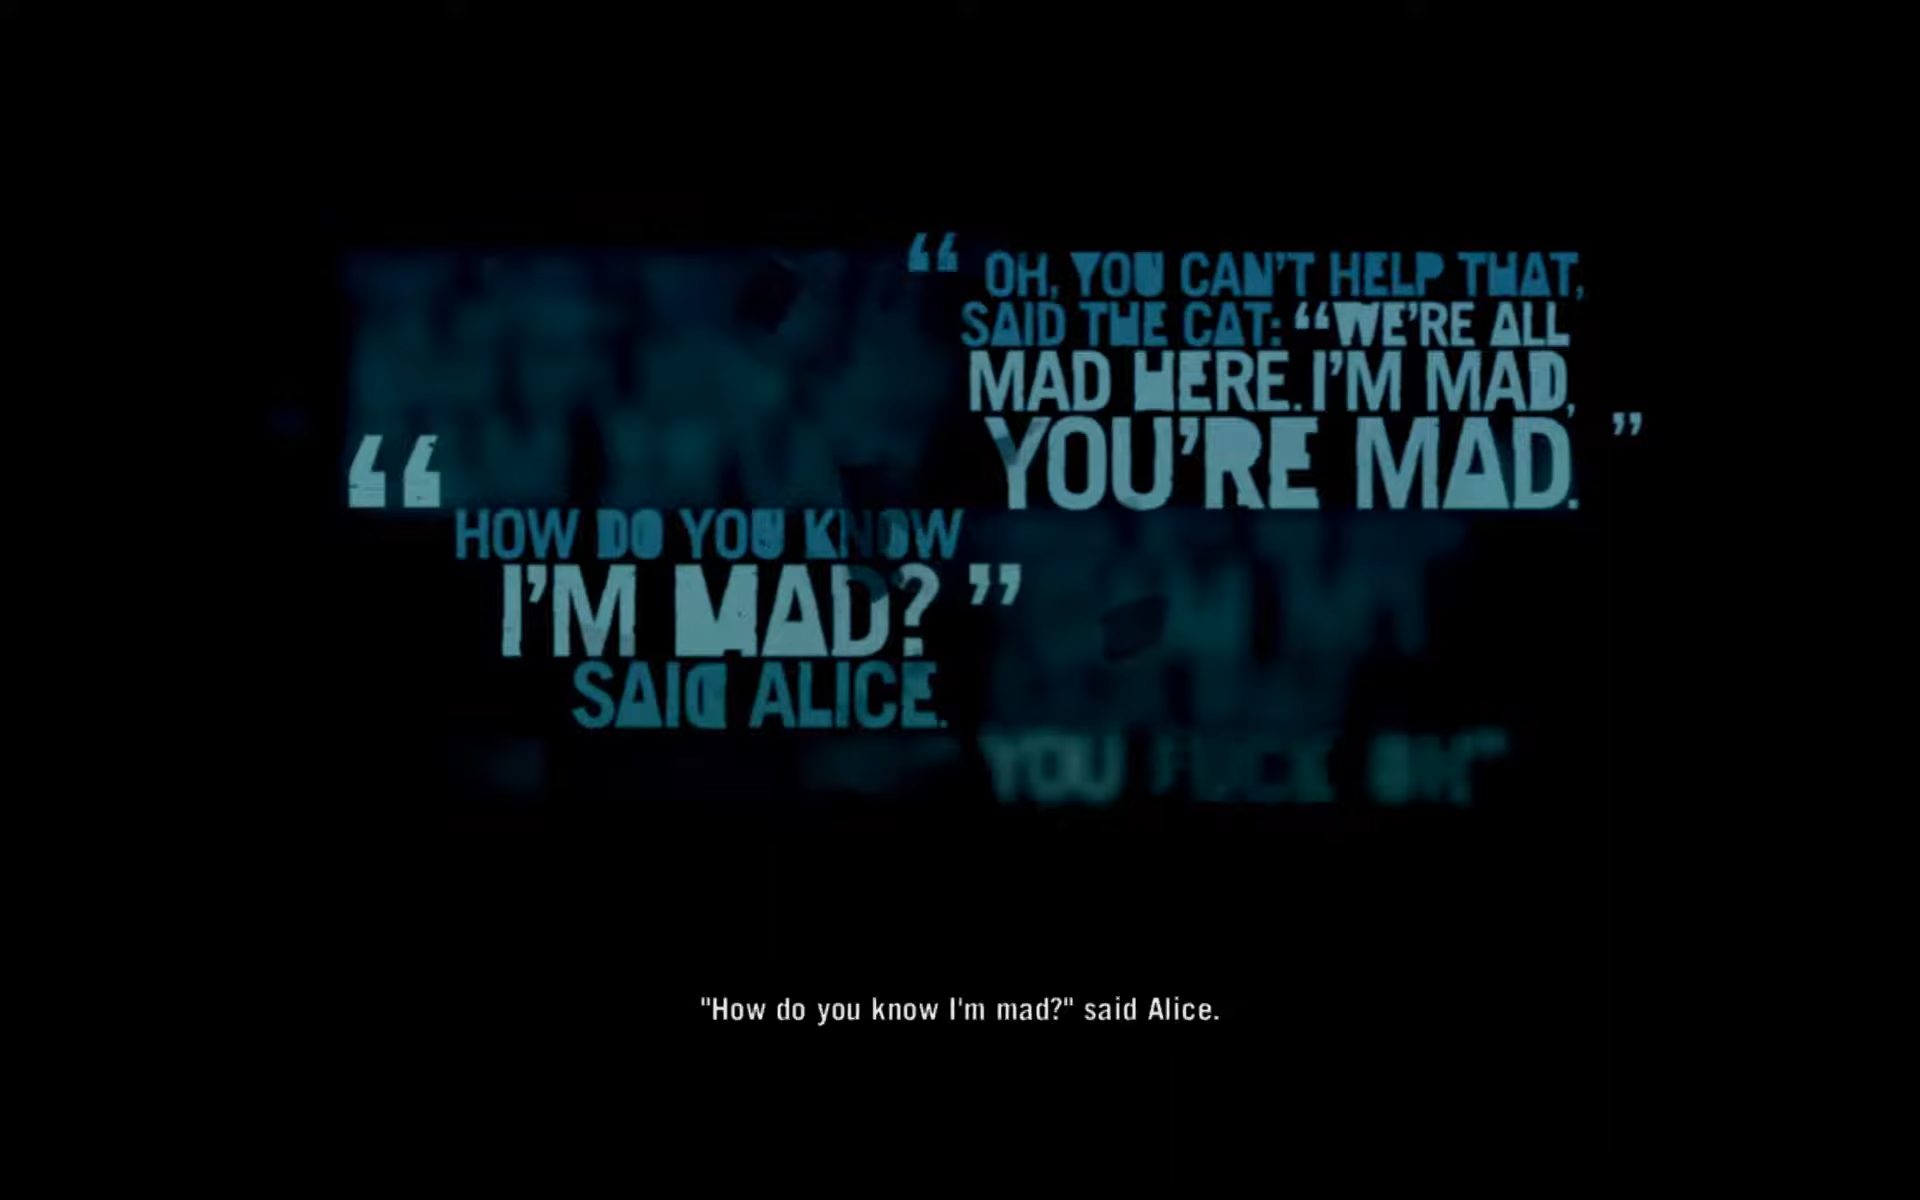 “ OH, YOU CAN'T HELP THAT,
SAID THE CAT: “WE'RE ALL
MAD HERE. I'M MAD,
YOU'RE MAD. ”
“ HOW DO YOU KNOW
I'M MAD? ”
SAID ALICE.
YOU
"How do you know I'm mad?" said Alice.